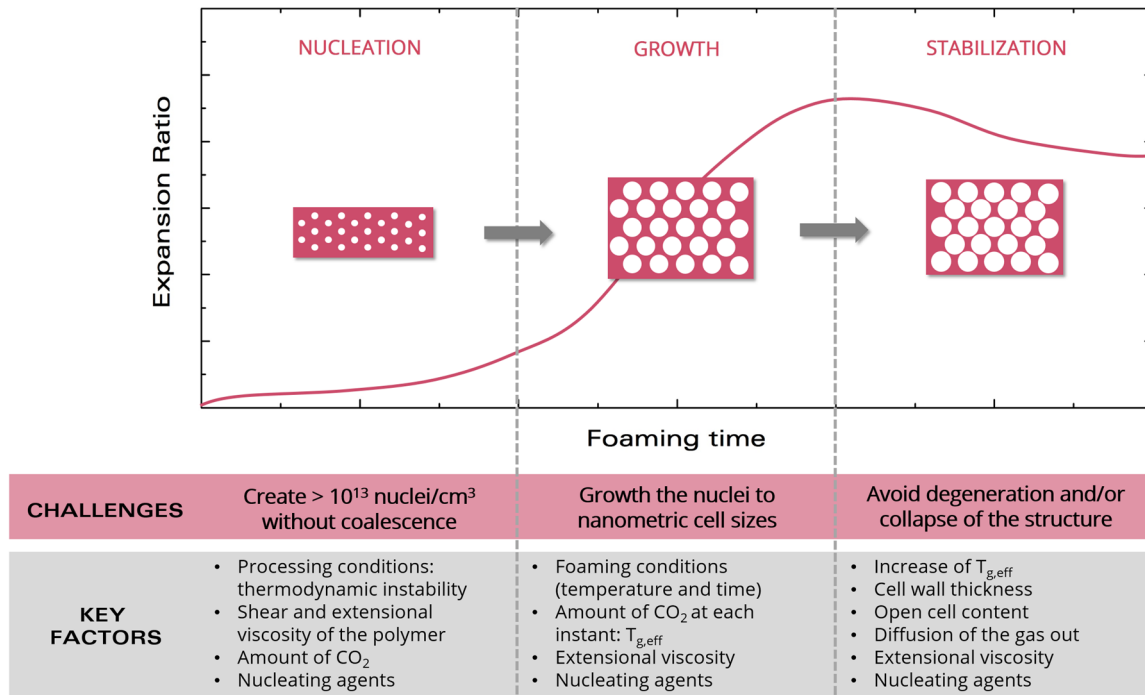 NUCLEATION
GROWTH
STABILIZATION
Expansion Ratio
Foaming time
CHALLENGES
Create > 10¹³ nuclei/cm³
without coalescence
Growth the nuclei to
nanometric cell sizes
Avoid degeneration and/or
collapse of the structure
KEY
FACTORS
• Processing conditions:
thermodynamic instability
• Shear and extensional
viscosity of the polymer
• Amount of CO₂
• Nucleating agents
• Foaming conditions
(temperature and time)
• Amount of CO₂ at each
instant: T_g,eff
• Extensional viscosity
• Nucleating agents
• Increase of T_g,eff
• Cell wall thickness
• Open cell content
• Diffusion of the gas out
• Extensional viscosity
• Nucleating agents